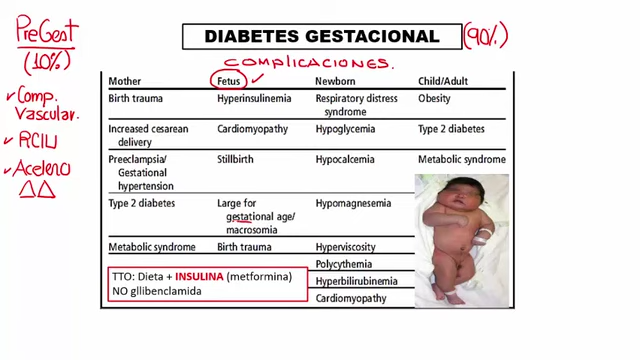 PreGest
(10%)
✓ Comp.
Vascular.
✓ RCIU
DIABETES GESTACIONAL (90%)
COMPLICACIONES.
Mother Fetus ✓ Newborn Child/Adult
Birth trauma Hyperinsulinemia Respiratory distress Obesity
syndrome
Increased cesarean Cardiomyopathy Hypoglycemia Type 2 diabetes
delivery
Preeclampsia/ Stillbirth Hypocalcemia Metabolic syndrome
Gestational
hypertension
Type 2 diabetes Large for Hypomagnesemia
gestational age/
macrosomia
Metabolic syndrome Birth trauma Hyperviscosity
Polycythemia
Hyperbilirubinemia
Cardiomyopathy
TTO: Dieta + INSULINA (metformina)
NO gllibenclamida